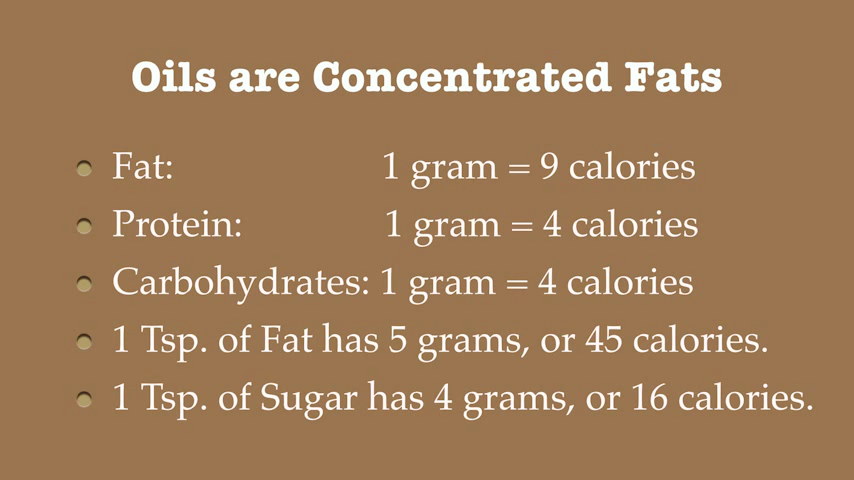 Oils are Concentrated Fats
Fat: 1 gram = 9 calories
Protein: 1 gram = 4 calories
Carbohydrates: 1 gram = 4 calories
1 Tsp. of Fat has 5 grams, or 45 calories.
1 Tsp. of Sugar has 4 grams, or 16 calories.